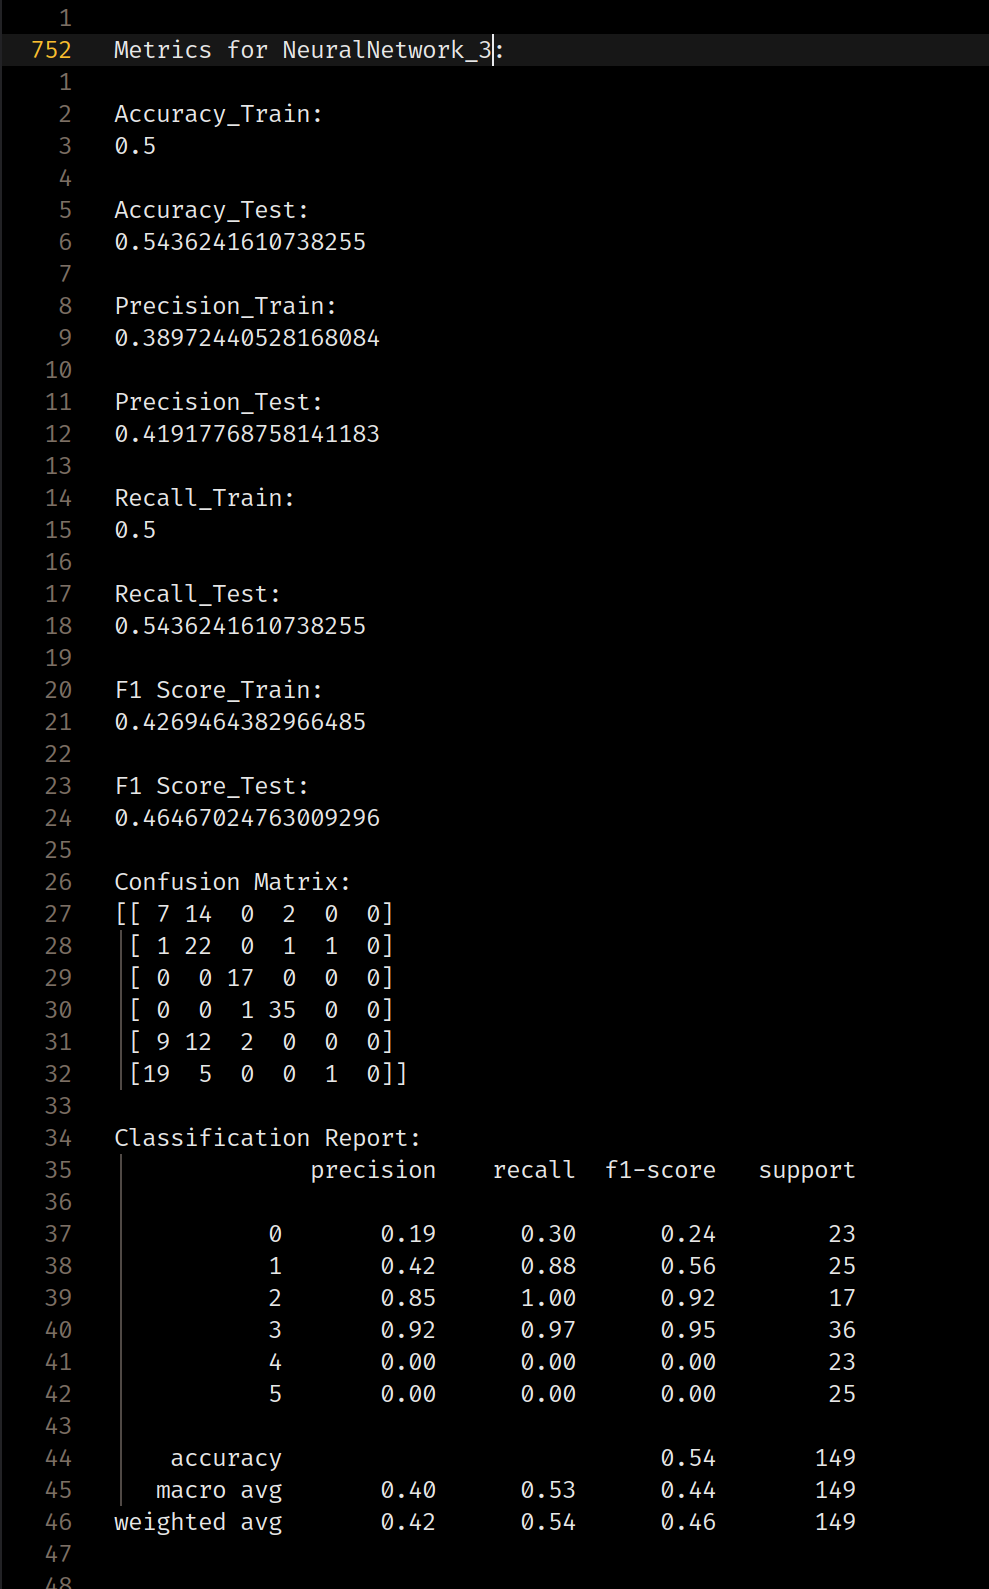 1
752 Metrics for NeuralNetwork_3:
1
2 Accuracy_Train:
3 0.5
4
5 Accuracy_Test:
6 0.5436241610738255
7
8 Precision_Train:
9 0.38972440528168084
10
11 Precision_Test:
12 0.41917768758141183
13
14 Recall_Train:
15 0.5
16
17 Recall_Test:
18 0.5436241610738255
19
20 F1 Score_Train:
21 0.4269464382966485
22
23 F1 Score_Test:
24 0.46467024763009296
25
26 Confusion Matrix:
27 [[ 7 14  0  2  0  0]
28  [ 1 22  0  1  1  0]
29  [ 0  0 17  0  0  0]
30  [ 0  0  1 35  0  0]
31  [ 9 12  2  0  0  0]
32  [19  5  0  0  1  0]]
33
34 Classification Report:
35               precision    recall  f1-score   support
36
37            0       0.19      0.30      0.24        23
38            1       0.42      0.88      0.56        25
39            2       0.85      1.00      0.92        17
40            3       0.92      0.97      0.95        36
41            4       0.00      0.00      0.00        23
42            5       0.00      0.00      0.00        25
43
44     accuracy                           0.54       149
45    macro avg       0.40      0.53      0.44       149
46 weighted avg       0.42      0.54      0.46       149
47
48